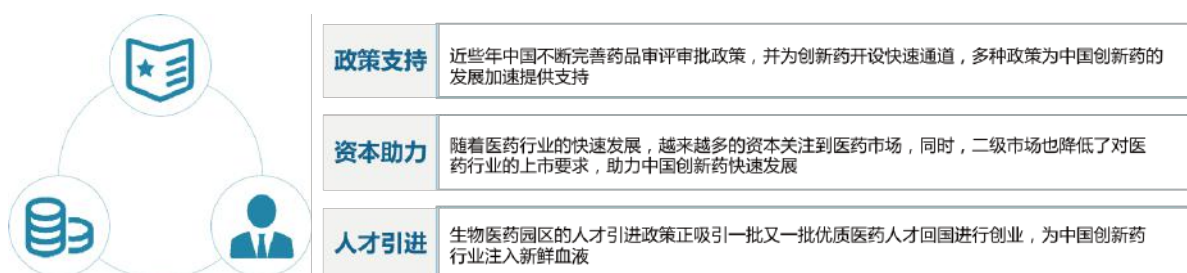 政策支持
近些年中国不断完善药品审评审批政策，并为创新药开设快速通道，多种政策为中国创新药的
发展加速提供支持
资本助力
随着医药行业的快速发展，越来越多的资本关注到医药市场，同时，二级市场也降低了对医
药行业的上市要求，助力中国创新药快速发展
人才引进
生物医药园区的人才引进政策正吸引一批又一批优质医药人才回国进行创业，为中国创新药
行业注入新鲜血液